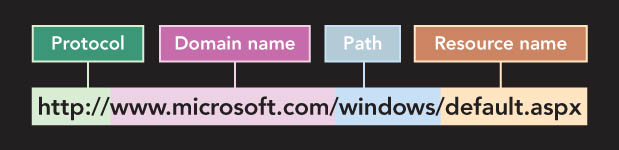 Protocol Domain name Path Resource name
http://www.microsoft.com/windows/default.aspx